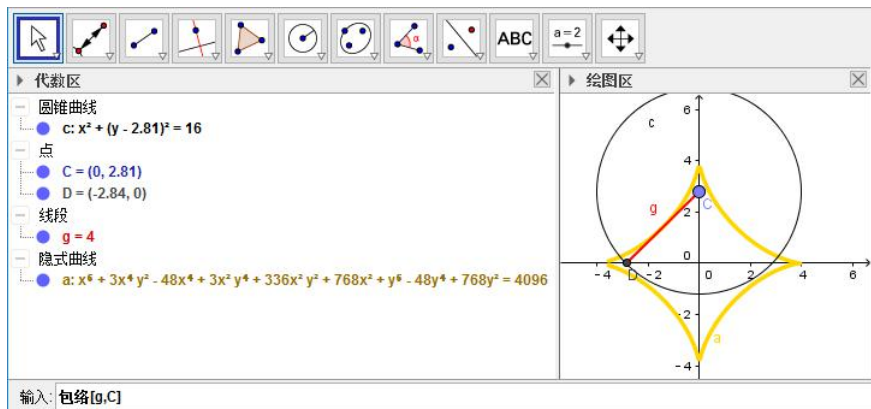 ABC
a=2
α
代数区
圆锥曲线
c: x² + (y - 2.81)² = 16
点
C = (0, 2.81)
D = (-2.84, 0)
线段
g = 4
隐式曲线
a: x⁶ + 3x⁴ y² - 48x⁴ + 3x² y⁴ + 336x² y² + 768x² + y⁶ - 48y⁴ + 768y² = 4096
绘图区
6
c
4
g
C
2
0
-4
-2
0
2
4
6
D
-2
a
-4
输入: 包络[g,C]